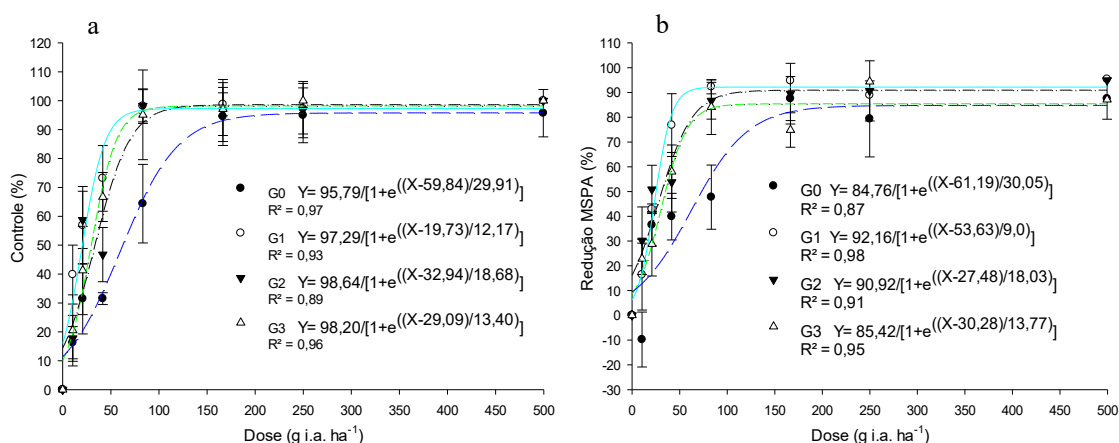 a
120
110
100
90
80
70
60
50
40
30
20
10
0
Controle (%)
G0 Y= 95,79/[1+e((X-59,84)/29,91)]
R² = 0,97
G1 Y= 97,29/[1+e((X-19,73)/12,17)]
R² = 0,93
G2 Y= 98,64/[1+e((X-32,94)/18,68)]
R² = 0,89
G3 Y= 98,20/[1+e((X-29,09)/13,40)]
R² = 0,96
0 50 100 150 200 250 300 350 400 450 500
Dose (g i.a. ha⁻¹)
b
120
110
100
90
80
70
60
50
40
30
20
10
0
-10
-20
-30
Redução MSPA (%)
G0 Y= 84,76/[1+e((X-61,19)/30,05)]
R² = 0,87
G1 Y= 92,16/[1+e((X-53,63)/9,0)]
R² = 0,98
G2 Y= 90,92/[1+e((X-27,48)/18,03)]
R² = 0,91
G3 Y= 85,42/[1+e((X-30,28)/13,77)]
R² = 0,95
0 50 100 150 200 250 300 350 400 450 500
Dose (g i.a. ha⁻¹)